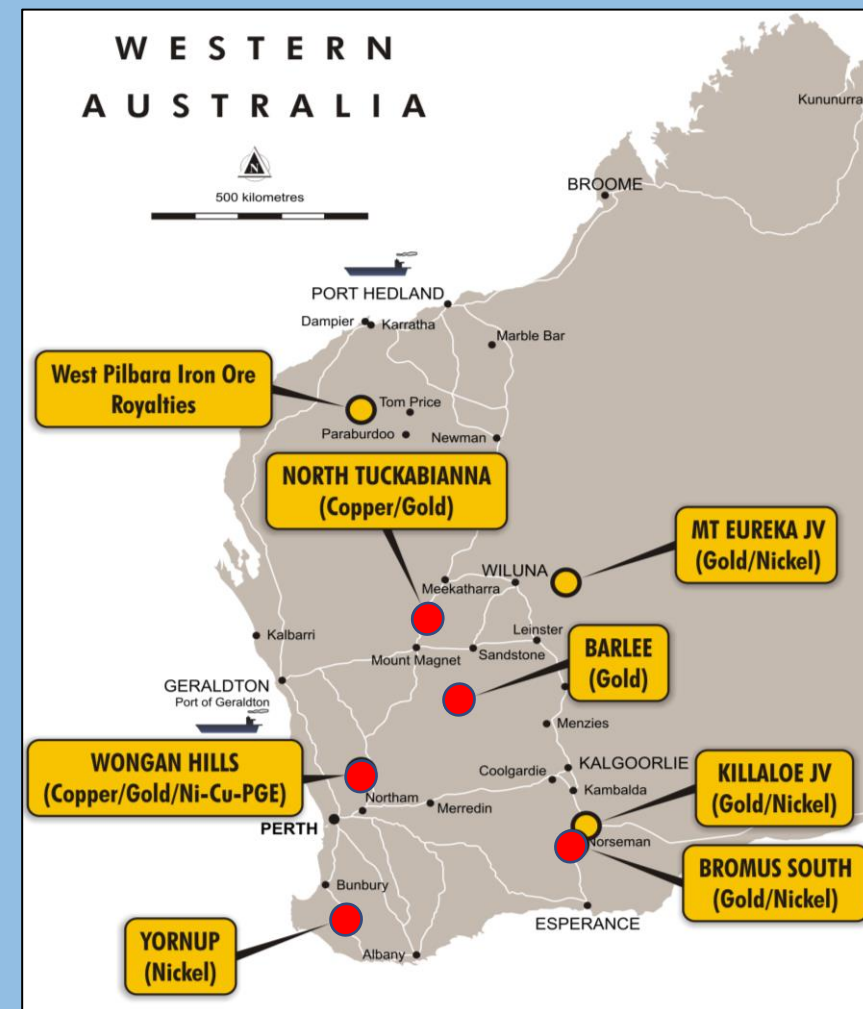 WESTERN
AUSTRALIA
N
500 kilometres
Kununurra
BROOME
PORT HEDLAND
Dampier
Karratha
Marble Bar
West Pilbara Iron Ore
Royalties
Tom Price
Paraburdoo
Newman
NORTH TUCKABIANNA
(Copper/Gold)
MT EUREKA JV
(Gold/Nickel)
WILUNA
Meekatharra
Kalbarri
Leinster
Mount Magnet
Sandstone
BARLEE
(Gold)
GERALDTON
Port of Geraldton
Menzies
WONGAN HILLS
(Copper/Gold/Ni-Cu-PGE)
KALGOORLIE
Coolgardie
Kambalda
KILLALOE JV
(Gold/Nickel)
Northam
Merredin
PERTH
Norseman
BROMUS SOUTH
(Gold/Nickel)
Bunbury
ESPERANCE
YORNUP
(Nickel)
Albany